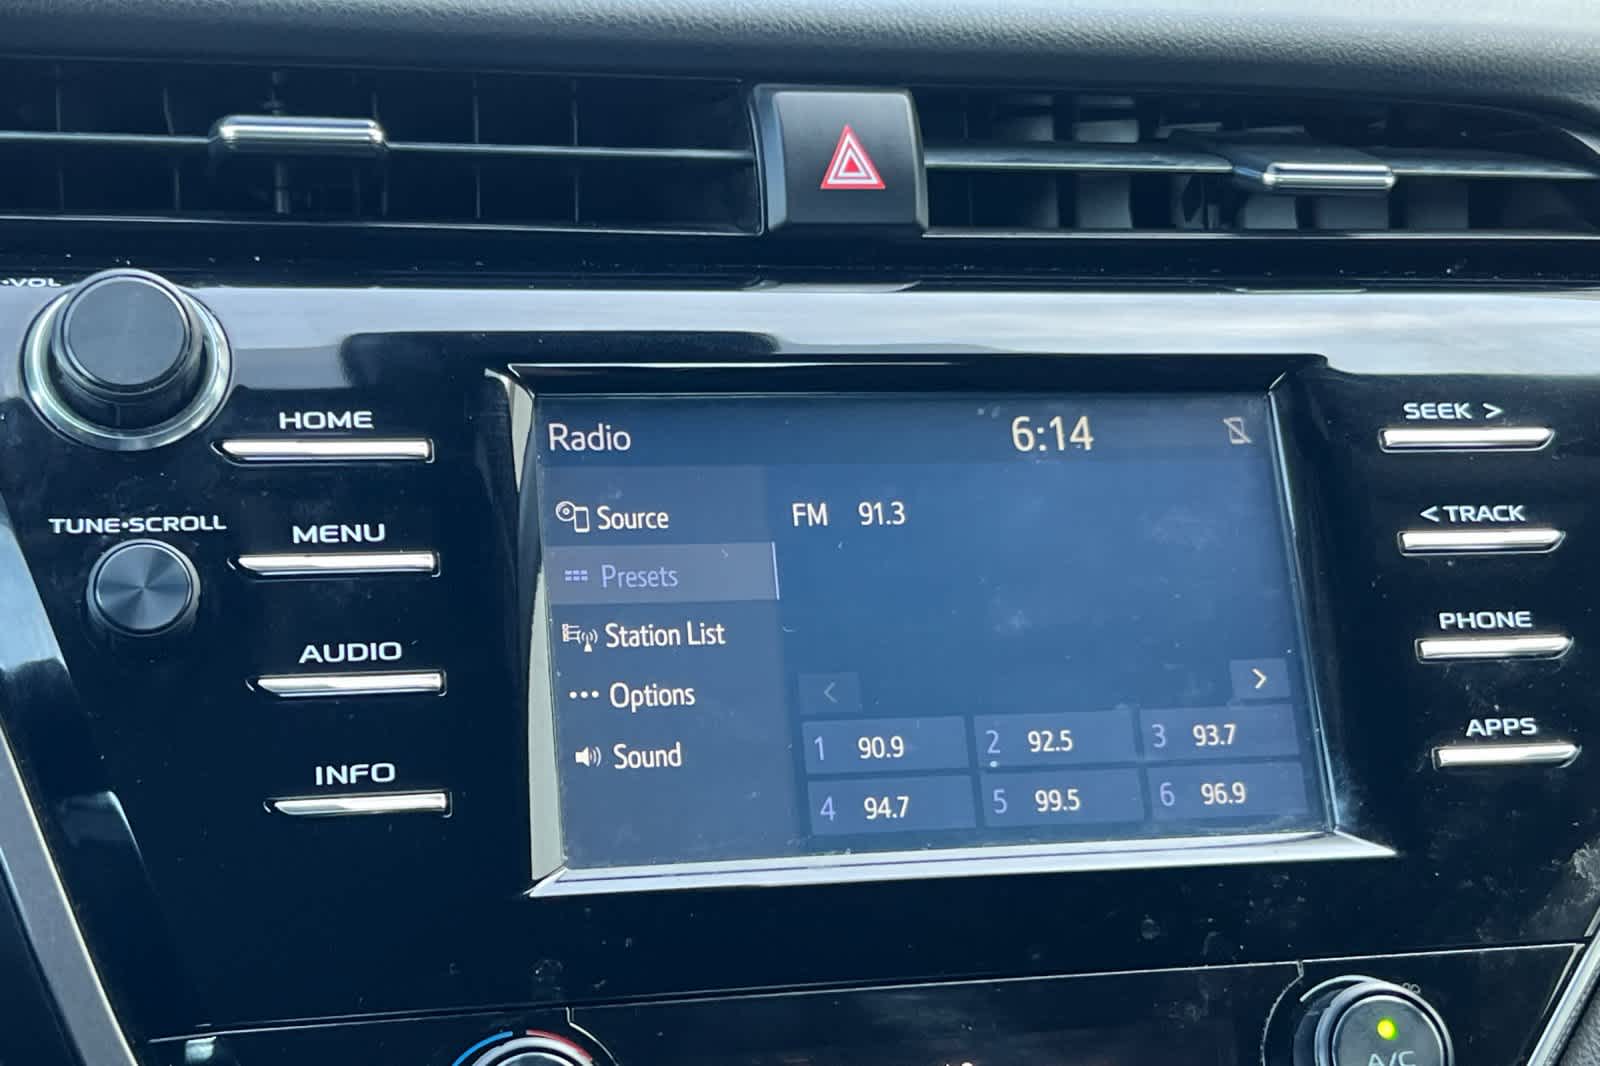 •VOL
HOME
TUNE•SCROLL
MENU
AUDIO
INFO
Radio 6:14
Source
FM 91.3
Presets
Station List
Options
Sound
< >
1 90.9 2 92.5 3 93.7
4 94.7 5 99.5 6 96.9
SEEK >
< TRACK
PHONE
APPS
A/C